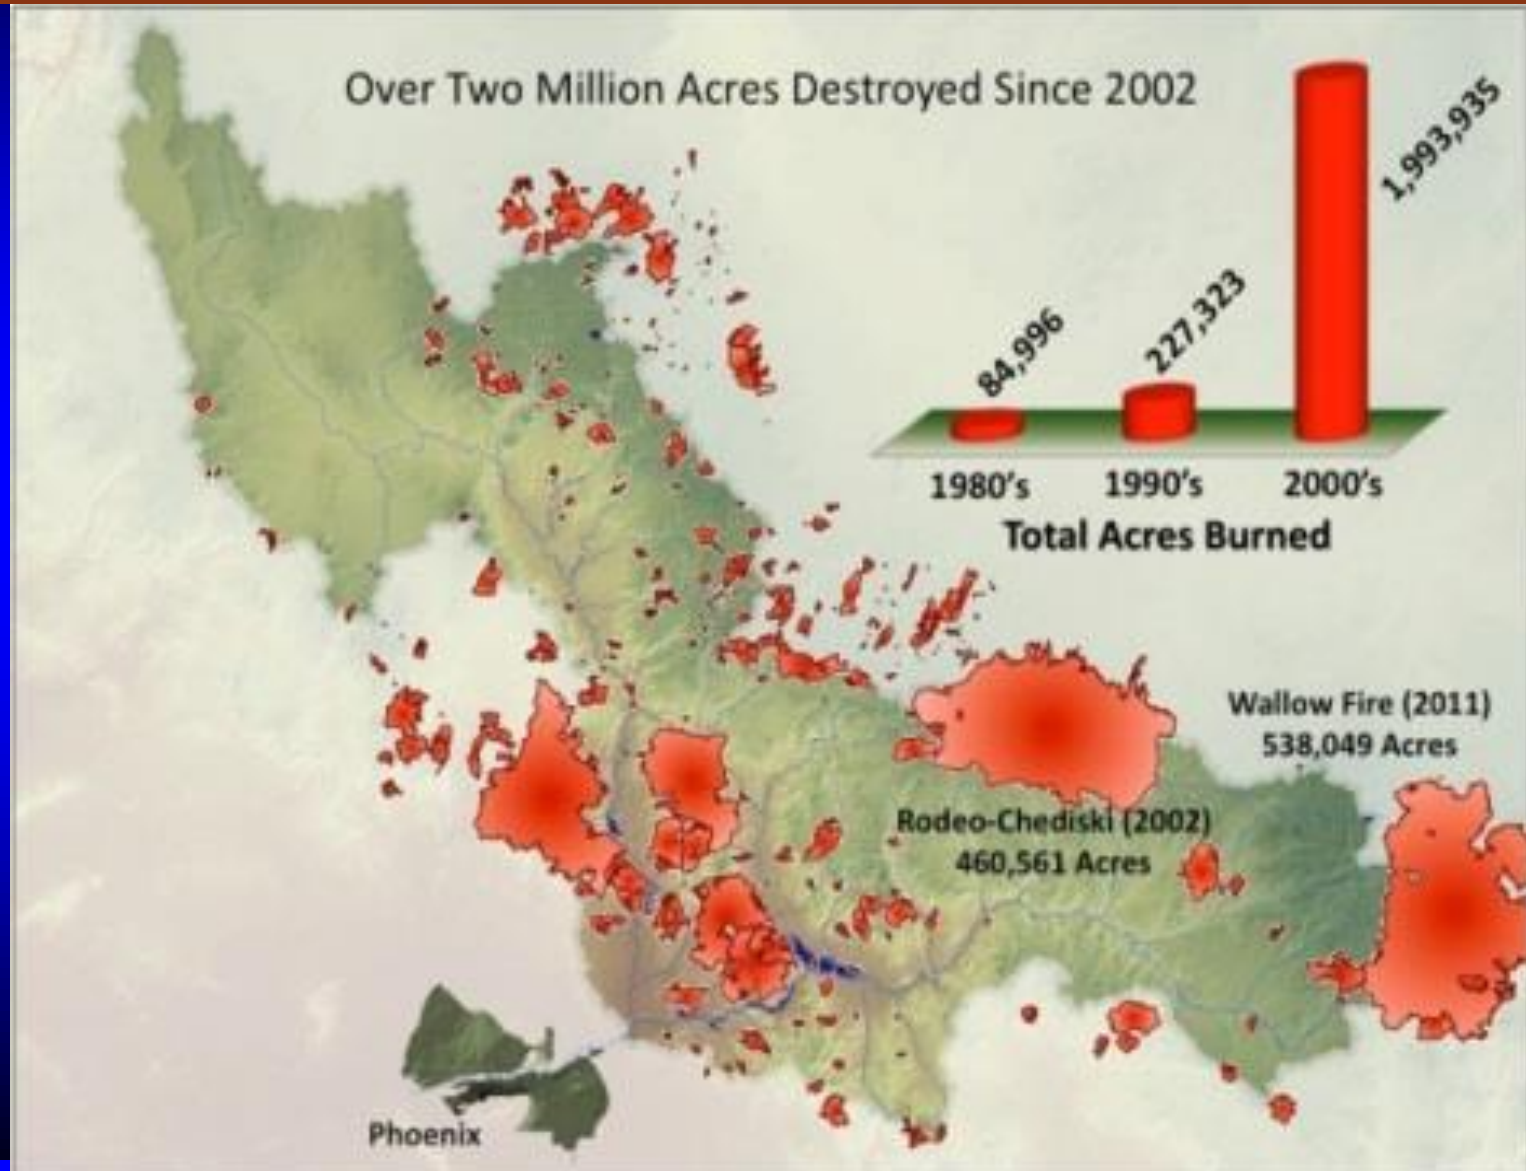 Over Two Million Acres Destroyed Since 2002
84,996
227,323
1,993,935
1980's
1990's
2000's
Total Acres Burned
Wallow Fire (2011)
538,049 Acres
Rodeo-Chediski (2002)
460,561 Acres
Phoenix